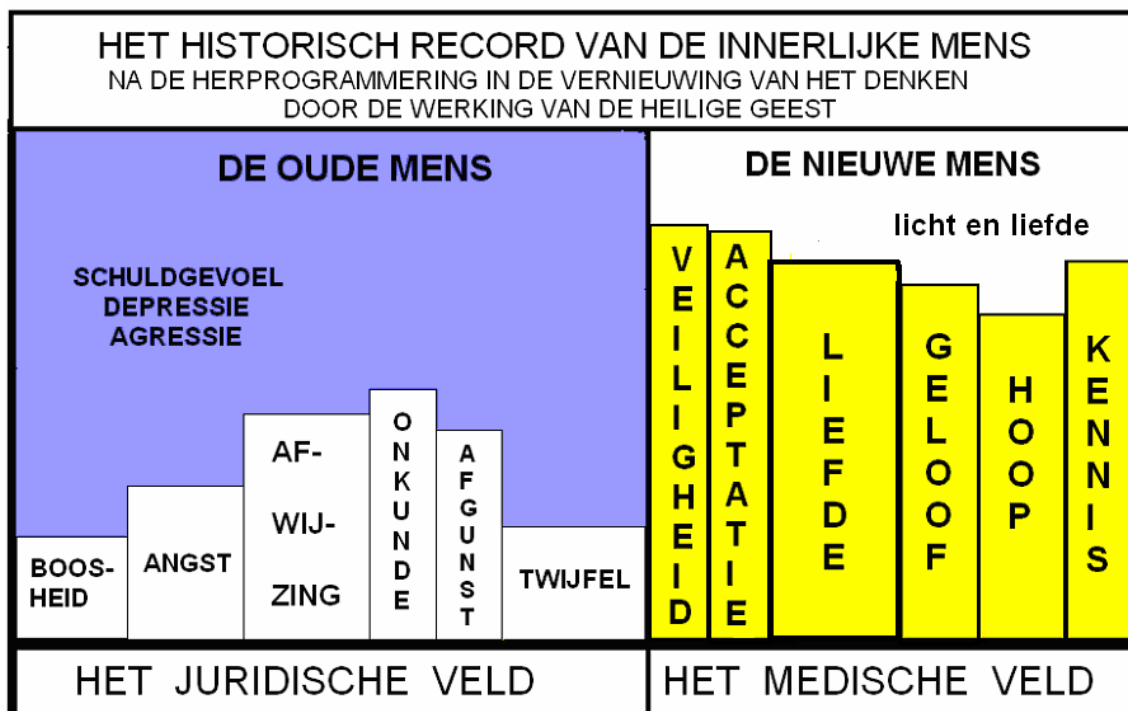 HET HISTORISCH RECORD VAN DE INNERLIJKE MENS
NA DE HERPROGRAMMERING IN DE VERNIEUWING VAN HET DENKEN
DOOR DE WERKING VAN DE HEILIGE GEEST
DE OUDE MENS
SCHULDGEVOEL
DEPRESSIE
AGRESSIE
BOOS-
HEID
ANGST
AF-
WIJ-
ZING
ONKUNDE
AFGUNST
TWIJFEL
HET JURIDISCHE VELD
DE NIEUWE MENS
licht en liefde
VEILIGHEID
ACCEPTATIE
LIEFDE
GELOOF
HOOP
KENNIS
HET MEDISCHE VELD